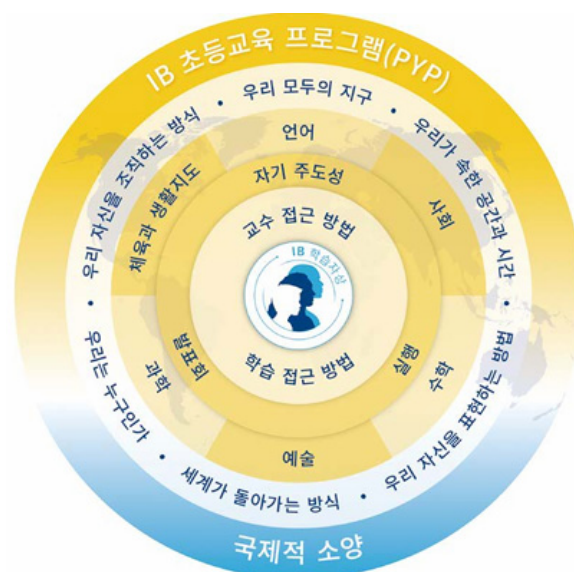 IB 초등교육 프로그램(PYP)
우리 모두의 지구
우리가 속한 공간과 시간
우리 자신을 표현하는 방법
세계가 돌아가는 방식
우리는 누구인가
우리 자신을 조직하는 방식
언어
사회
수학
예술
과학
체육과 생활지도
자기 주도성
실행
발표회
교수 접근 방법
IB 학습자상
학습 접근 방법
국제적 소양